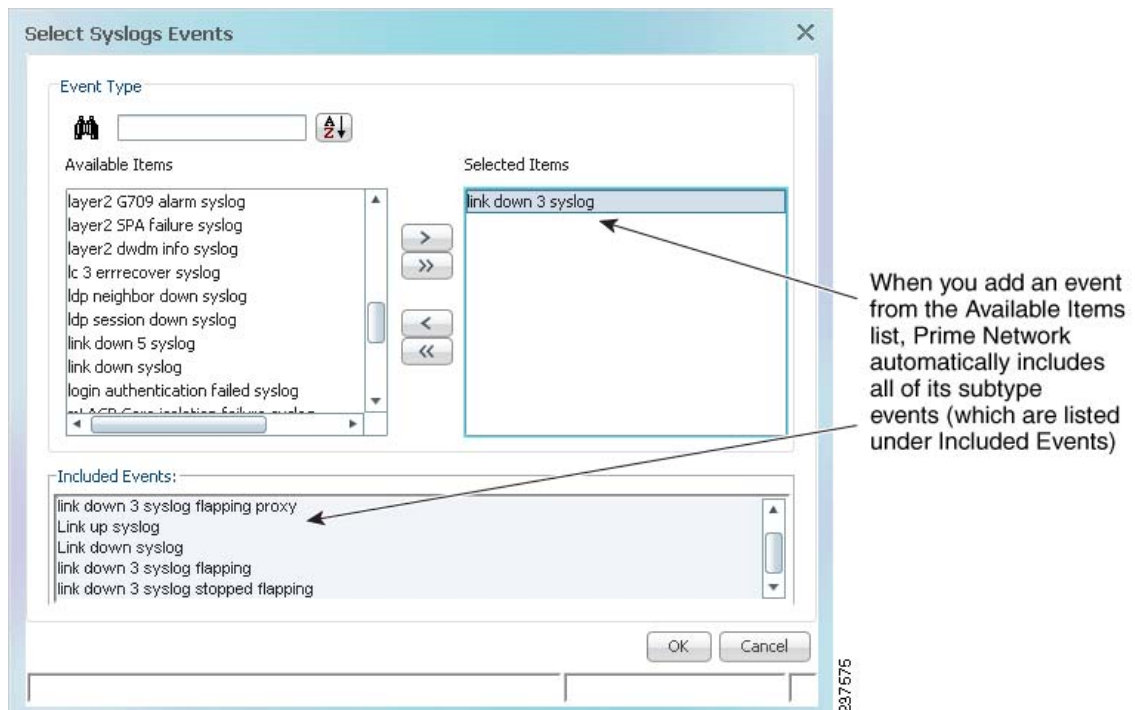 Select Syslogs Events
Event Type
Available Items
Selected Items
layer2 G709 alarm syslog
layer2 SPA failure syslog
layer2 dwdm info syslog
lc 3 errrecover syslog
ldp neighbor down syslog
ldp session down syslog
link down 5 syslog
link down syslog
login authentication failed syslog
link down 3 syslog
>
>>
<
<<
When you add an event
from the Available Items
list, Prime Network
automatically includes
all of its subtype
events (which are listed
under Included Events)
Included Events:
link down 3 syslog flapping proxy
Link up syslog
Link down syslog
link down 3 syslog flapping
link down 3 syslog stopped flapping
OK
Cancel